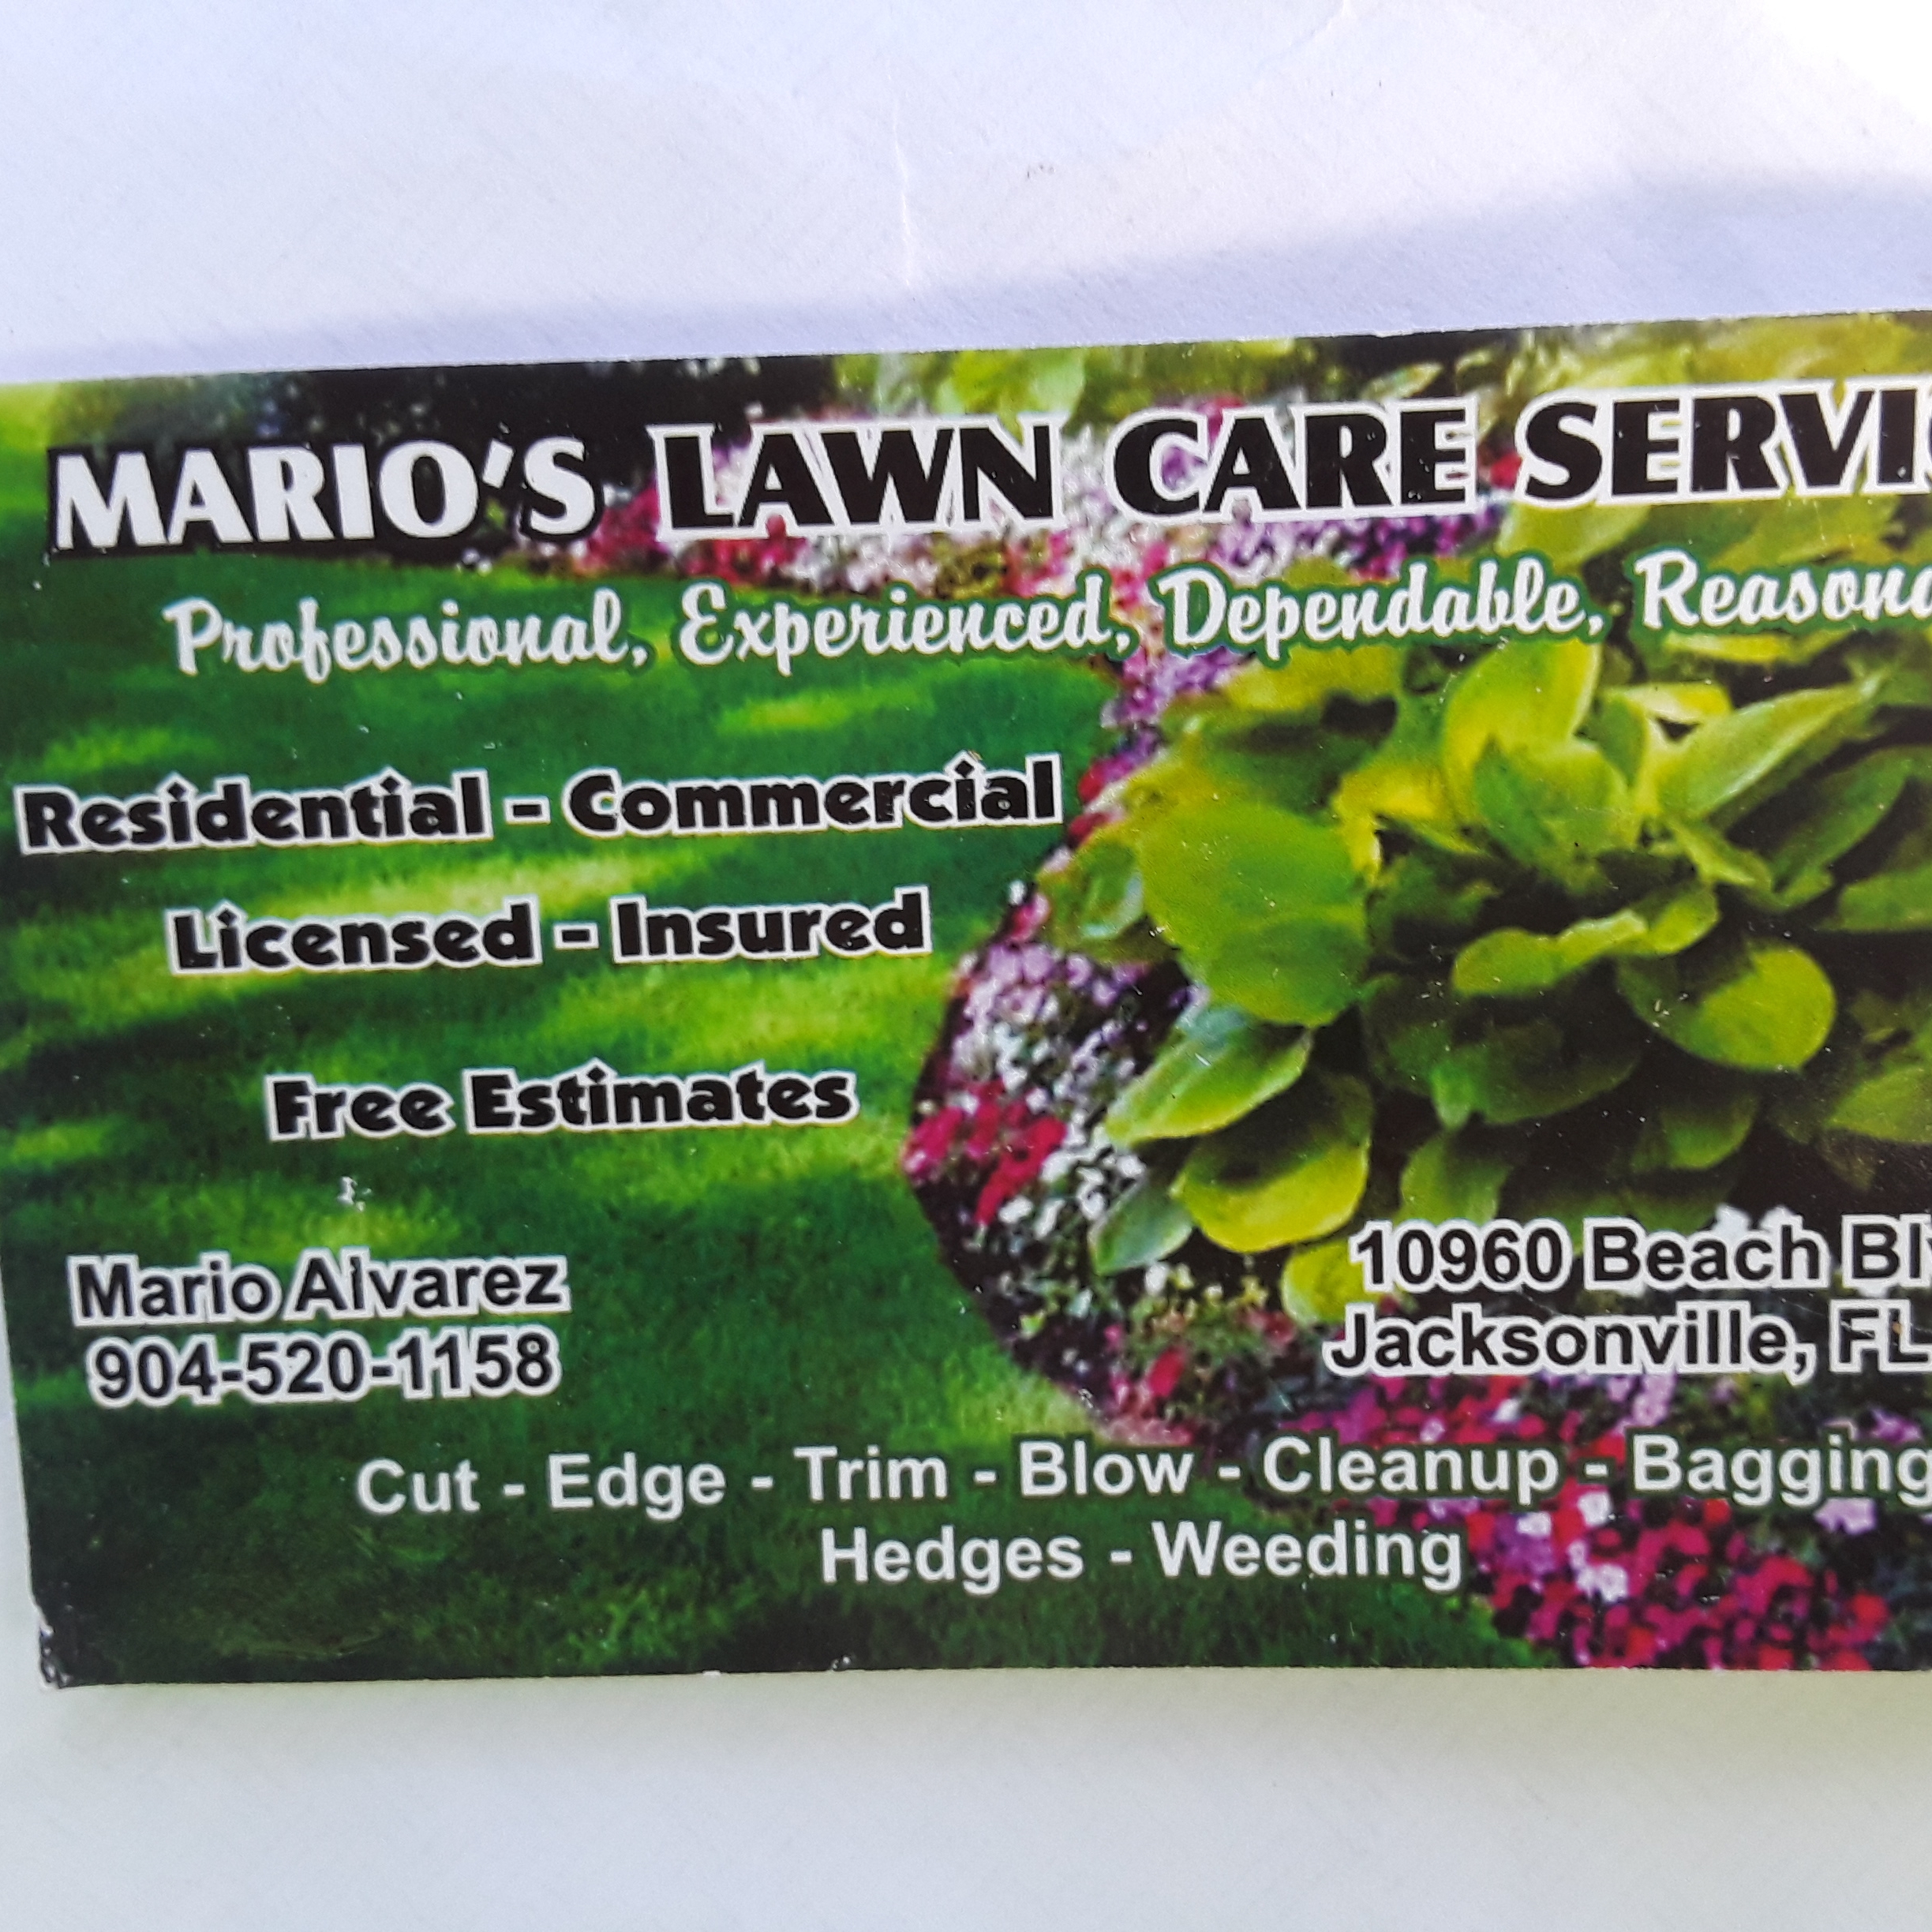 MARIO'S LAWN CARE SERVI
Professional, Experienced, Dependable, Reasona
Residential - Commercial
Licensed - Insured
Free Estimates
Mario Alvarez
904-520-1158
10960 Beach Bl
Jacksonville, FL
Cut - Edge - Trim - Blow - Cleanup - Bagging
Hedges - Weeding